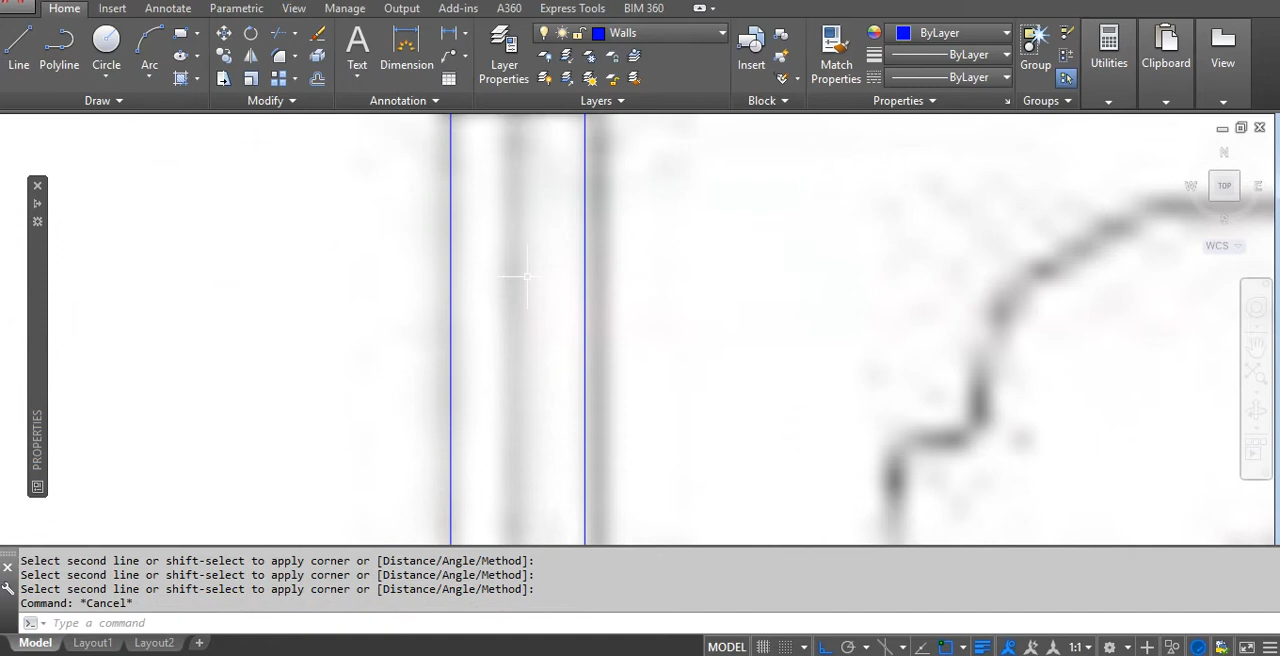 Home Insert Annotate Parametric View Manage Output Add-ins A360 Express Tools BIM 360
Walls
ByLayer
ByLayer
ByLayer
Line Polyline Circle Arc
Text Dimension
Layer Properties
Insert
Match Properties
Group
Utilities
Clipboard
View
Draw
Modify
Annotation
Layers
Block
Properties
Groups
N
W TOP E
S
WCS
PROPERTIES
Select second line or shift-select to apply corner or [Distance/Angle/Method]:
Select second line or shift-select to apply corner or [Distance/Angle/Method]:
Select second line or shift-select to apply corner or [Distance/Angle/Method]:
Command: *Cancel*
Type a command
Model Layout1 Layout2 +
MODEL 1:1